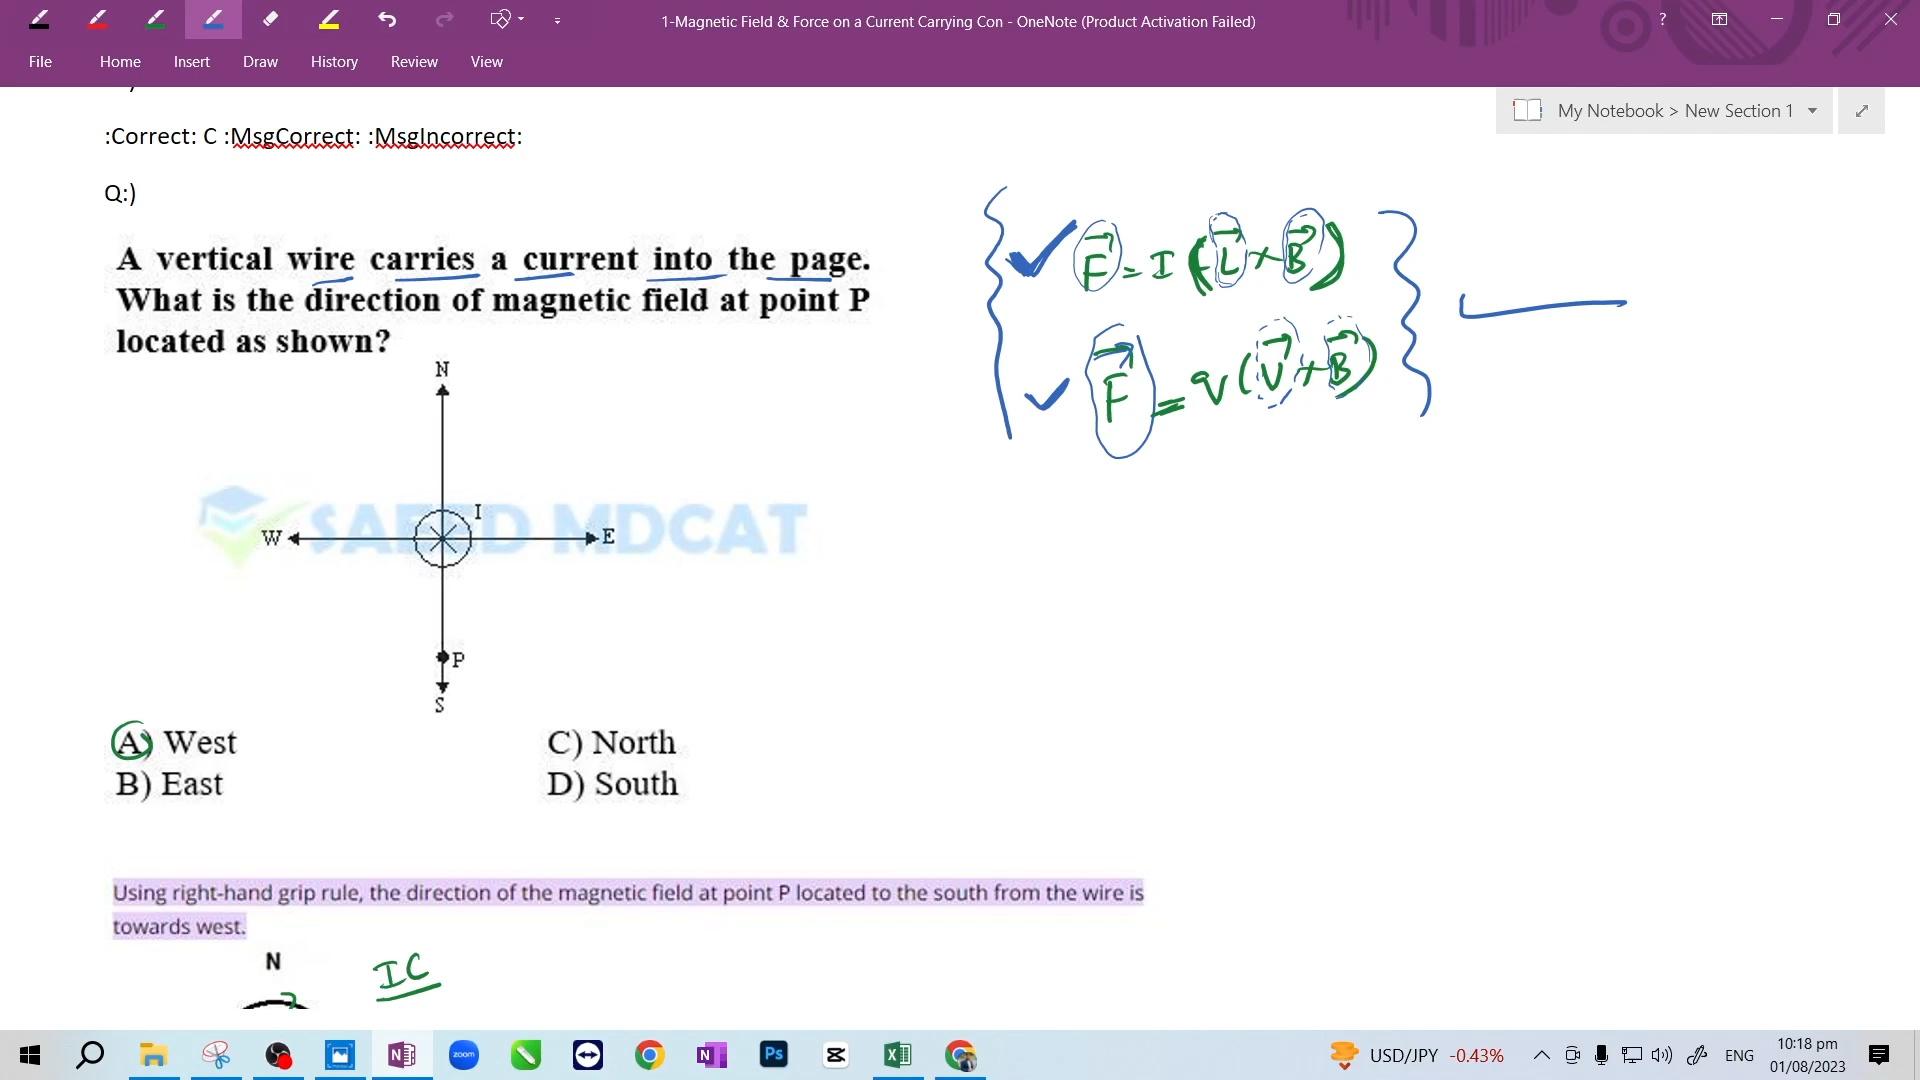 1-Magnetic Field & Force on a Current Carrying Con - OneNote (Product Activation Failed)
?
File Home Insert Draw History Review View
My Notebook > New Section 1
:Correct: C :MsgCorrect: :MsgIncorrect:
Q:)
A vertical wire carries a current into the page.
What is the direction of magnetic field at point P
located as shown?
F = I (L × B)
F = q (V × B)
N
I
W
E
SAEED MDCAT
P
S
A) West
C) North
B) East
D) South
Using right-hand grip rule, the direction of the magnetic field at point P located to the south from the wire is
towards west.
N
IC
zoom
N
N
Ps
USD/JPY -0.43%
ENG
10:18 pm
01/08/2023